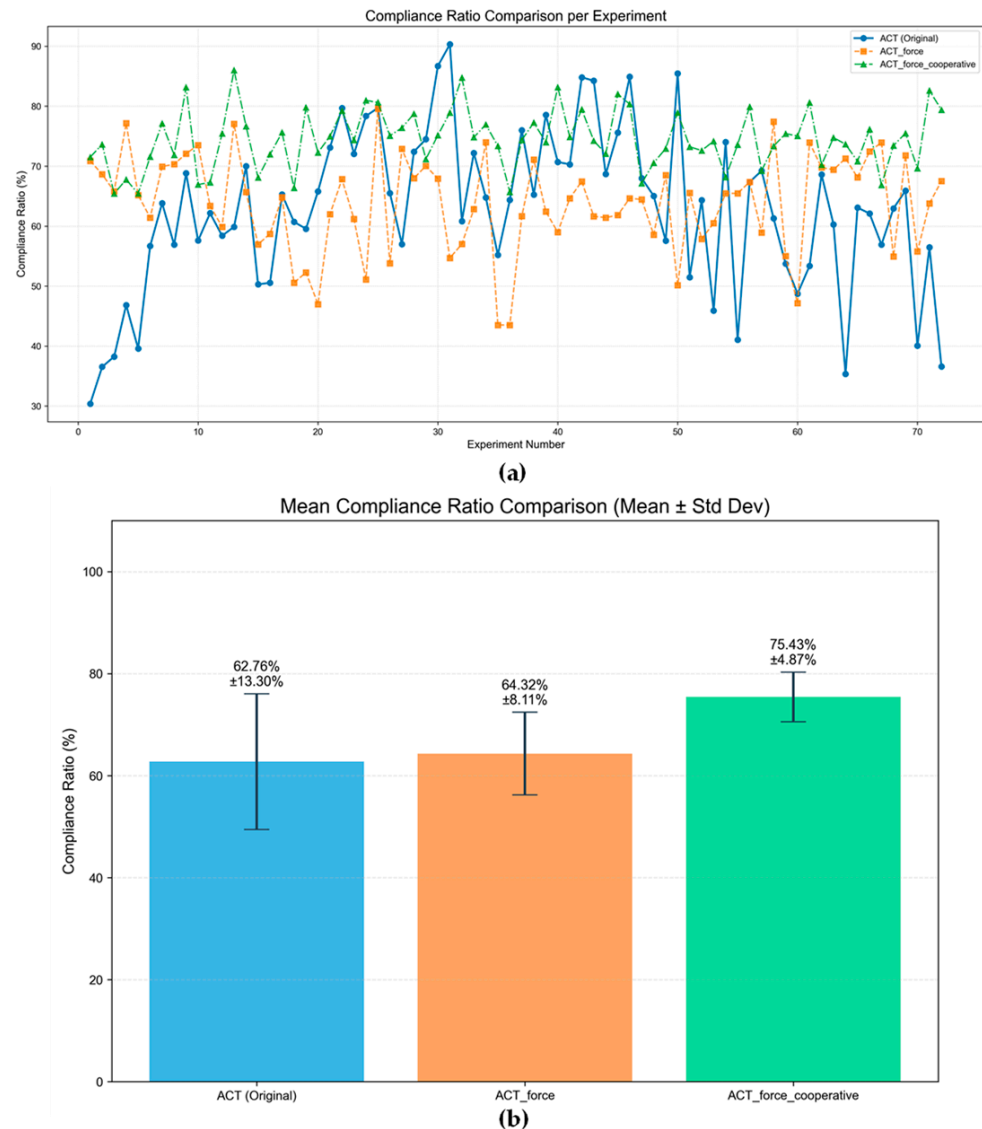 Compliance Ratio Comparison per Experiment
ACT (Original)
ACT_force
ACT_force_cooperative
Compliance Ratio (%)
90
80
70
60
50
40
30
0 10 20 30 40 50 60 70
Experiment Number
(a)
Mean Compliance Ratio Comparison (Mean ± Std Dev)
Compliance Ratio (%)
100
80
60
40
20
0
62.76%
±13.30%
64.32%
±8.11%
75.43%
±4.87%
ACT (Original) ACT_force ACT_force_cooperative
(b)